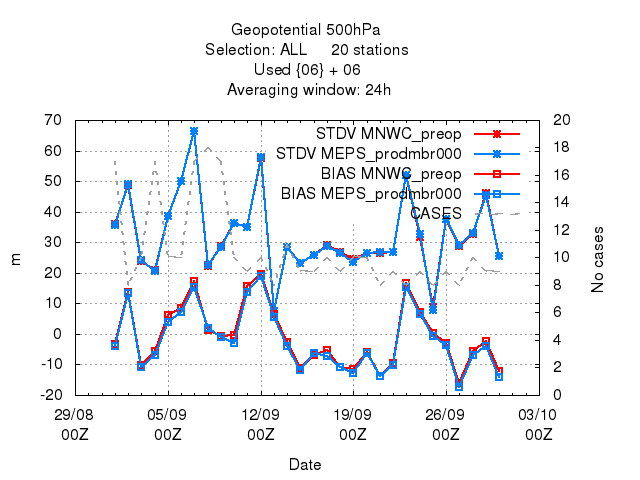 Geopotential 500hPa
Selection: ALL 20 stations
Used {06} + 06
Averaging window: 24h
STDV MNWC_preop
STDV MEPS_prodmbr000
BIAS MNWC_preop
BIAS MEPS_prodmbr000
CASES
70
60
50
40
30
20
10
0
-10
-20
m
20
18
16
14
12
10
8
6
4
2
0
No cases
29/08 05/09 12/09 19/09 26/09 03/10
00Z 00Z 00Z 00Z 00Z 00Z
Date